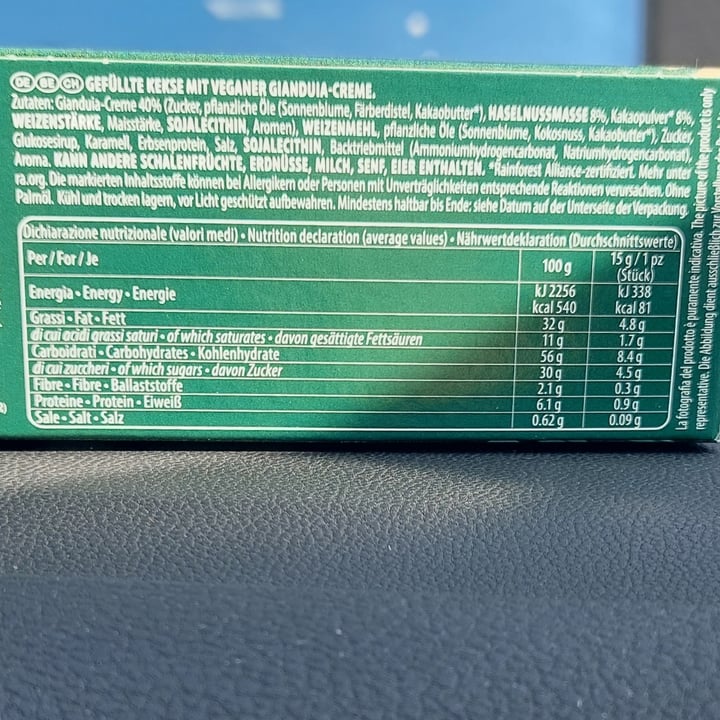 DE BE CH GEFÜLLTE KEKSE MIT VEGANER GIANDUIA-CREME.
Zutaten: Gianduia-Creme 40% (Zucker, pflanzliche Öle (Sonnenblume, Färberdistel, Kakaobutter*), HASELNUSSMASSE 8%, Kakaopulver* 8%,
WEIZENSTÄRKE, Maisstärke, SOJALECITHIN, Aromen), WEIZENMEHL, pflanzliche Öle (Sonnenblume, Kokosnuss, Kakaobutter*), Zucker,
Glukosesirup, Karamell, Erbsenprotein, Salz, SOJALECITHIN, Backtriebmittel (Ammoniumhydrogencarbonat, Natriumhydrogencarbonat),
Aroma. KANN ANDERE SCHALENFRÜCHTE, ERDNÜSSE, MILCH, SENF, EIER ENTHALTEN. *Rainforest Alliance-zertifiziert. Mehr unter
ra.org. Die markierten Inhaltsstoffe können bei Allergikern oder Personen mit Unverträglichkeiten entsprechende Reaktionen verursachen. Ohne
Palmöl. Kühl und trocken lagern, vor Licht geschützt aufbewahren. Mindestens haltbar bis Ende: siehe Datum auf der Unterseite der Verpackung.
Dichiarazione nutrizionale (valori medi) • Nutrition declaration (average values) • Nährwertdeklaration (Durchschnittswerte)
Per / For / Je 100 g 15 g / 1 pz
(Stück)
Energia • Energy • Energie kJ 2256 kJ 338
kcal 540 kcal 81
Grassi • Fat • Fett 32 g 4.8 g
di cui acidi grassi saturi • of which saturates • davon gesättigte Fettsäuren 11 g 1.7 g
Carboidrati • Carbohydrates • Kohlenhydrate 56 g 8.4 g
di cui zuccheri • of which sugars • davon Zucker 30 g 4.5 g
Fibre • Fibre • Ballaststoffe 2.1 g 0.3 g
Proteine • Protein • Eiweiß 6.1 g 0.9 g
Sale • Salt • Salz 0.62 g 0.09 g
La fotografia del prodotto è puramente indicativa. The picture of the product is only
representative. Die Abbildung dient ausschließlich